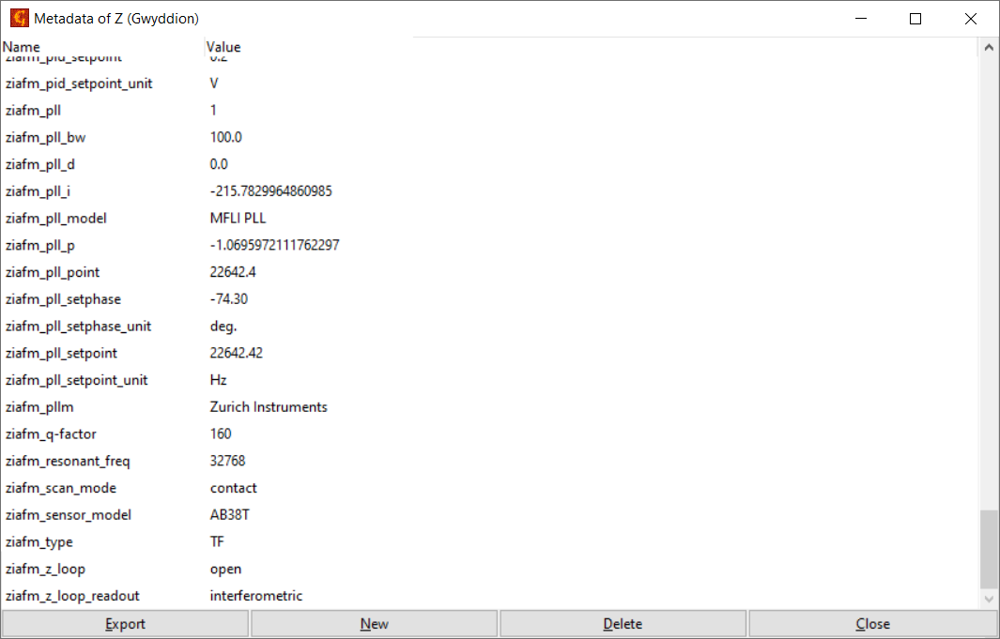 Metadata of Z (Gwyddion)
Name Value
ziafm_pid_setpoint 0.2
ziafm_pid_setpoint_unit V
ziafm_pll 1
ziafm_pll_bw 100.0
ziafm_pll_d 0.0
ziafm_pll_i -215.7829964860985
ziafm_pll_model MFLI PLL
ziafm_pll_p -1.0695972111762297
ziafm_pll_point 22642.4
ziafm_pll_setphase -74.30
ziafm_pll_setphase_unit deg.
ziafm_pll_setpoint 22642.42
ziafm_pll_setpoint_unit Hz
ziafm_pllm Zurich Instruments
ziafm_q-factor 160
ziafm_resonant_freq 32768
ziafm_scan_mode contact
ziafm_sensor_model AB38T
ziafm_type TF
ziafm_z_loop open
ziafm_z_loop_readout interferometric
Export New Delete Close